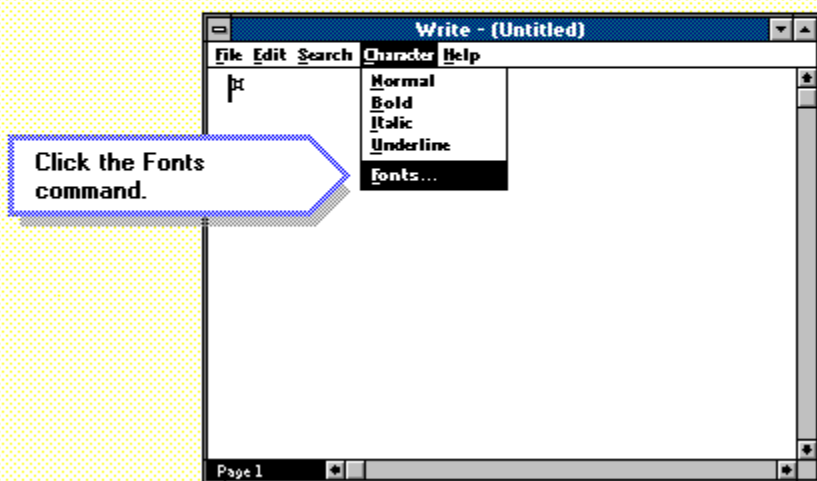 Write - (Untitled)
File Edit Search Character Help
Normal
Bold
Italic
Underline
Fonts...
Click the Fonts
command.
Page 1